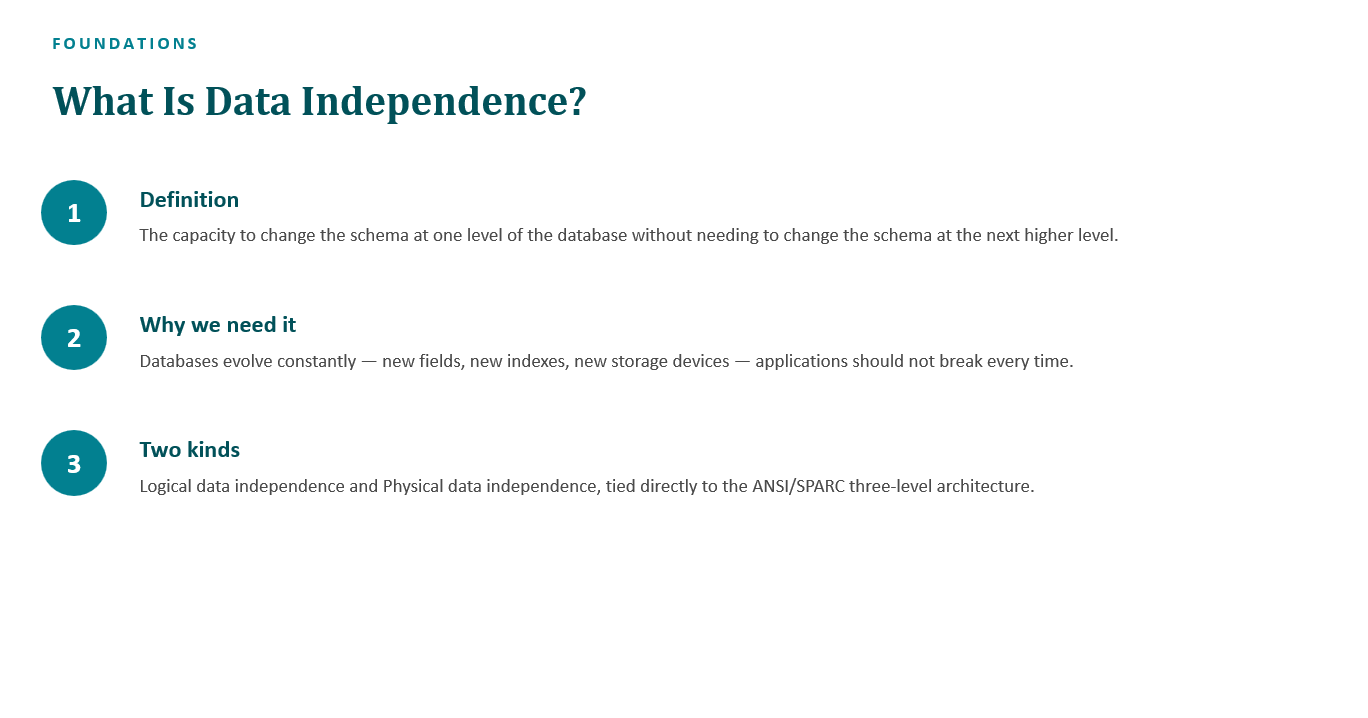 FOUNDATIONS
What Is Data Independence?
1
Definition
The capacity to change the schema at one level of the database without needing to change the schema at the next higher level.
2
Why we need it
Databases evolve constantly — new fields, new indexes, new storage devices — applications should not break every time.
3
Two kinds
Logical data independence and Physical data independence, tied directly to the ANSI/SPARC three-level architecture.